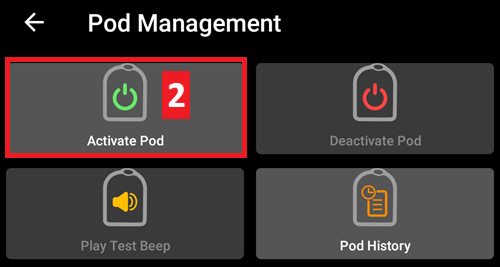 Pod Management
2
Activate Pod
Deactivate Pod
Play Test Beep
Pod History